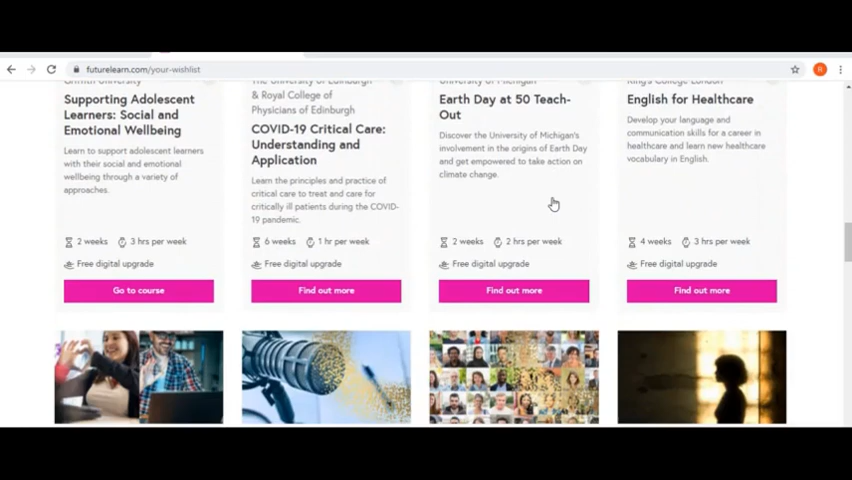 futurelearn.com/your-wishlist
R
Griffith University
Supporting Adolescent
Learners: Social and
Emotional Wellbeing
Learn to support adolescent learners
with their social and emotional
wellbeing through a variety of
approaches.
2 weeks 3 hrs per week
Free digital upgrade
Go to course
The University of Edinburgh
& Royal College of
Physicians of Edinburgh
COVID-19 Critical Care:
Understanding and
Application
Learn the principles and practice of
critical care to treat and care for
critically ill patients during the COVID-
19 pandemic.
6 weeks 1 hr per week
Free digital upgrade
Find out more
University of Michigan
Earth Day at 50 Teach-
Out
Discover the University of Michigan's
involvement in the origins of Earth Day
and get empowered to take action on
climate change.
2 weeks 2 hrs per week
Free digital upgrade
Find out more
King's College London
English for Healthcare
Develop your language and
communication skills for a career in
healthcare and learn new healthcare
vocabulary in English.
4 weeks 3 hrs per week
Free digital upgrade
Find out more